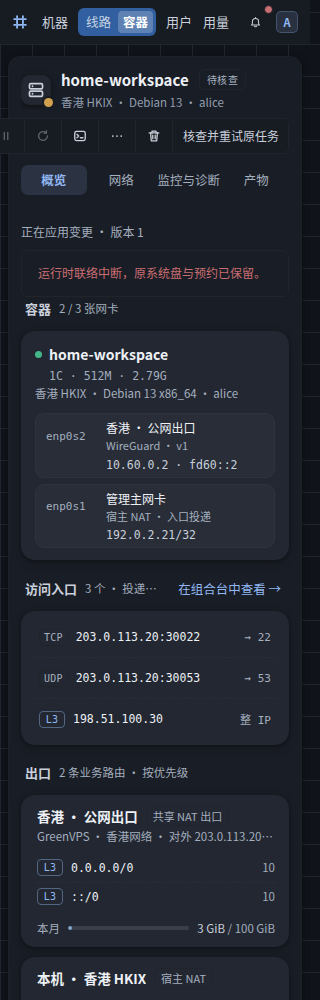 机器 线路 容器 用户 用量 A
home-workspace 待核查
香港 HKIX • Debian 13 • alice
核查并重试原任务
概览 网络 监控与诊断 产物
正在应用变更 • 版本 1
运行时联络中断，原系统盘与预约已保留。
容器 2 / 3 张网卡
home-workspace
1C · 512M · 2.79G
香港 HKIX • Debian 13 x86_64 • alice
enp0s2 香港 • 公网出口
WireGuard • v1
10.60.0.2 · fd60::2
enp0s1 管理主网卡
宿主 NAT • 入口投递
192.0.2.21/32
访问入口 3 个 • 投递… 在组合台中查看 →
TCP 203.0.113.20:30022 → 22
UDP 203.0.113.20:30053 → 53
L3 198.51.100.30 整 IP
出口 2 条业务路由 • 按优先级
香港 • 公网出口 共享 NAT 出口
GreenVPS • 香港网络 • 对外 203.0.113.20…
L3 0.0.0.0/0 10
L3 ::/0 10
本月 3 GiB / 100 GiB
本机 • 香港 HKIX 宿主 NAT